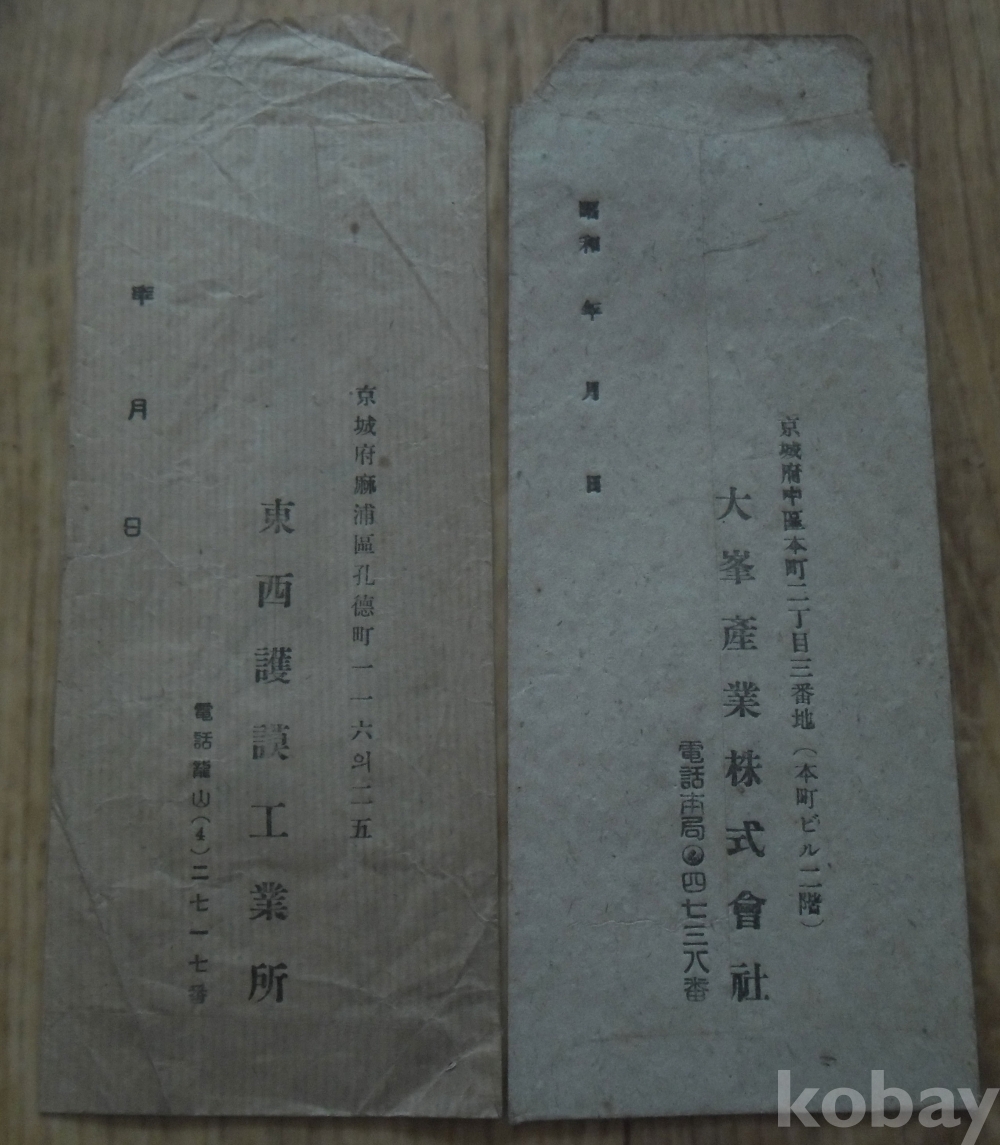 京城府麻浦區孔德町一一六의二五
東西護謨工業所
電話龍山(4)二七一七番
年 月 日
京城府中區本町二丁目三番地(本町ビル二階)
大峯產業株式會社
電話本局②四七三八番
昭和 年 月 日
kobay